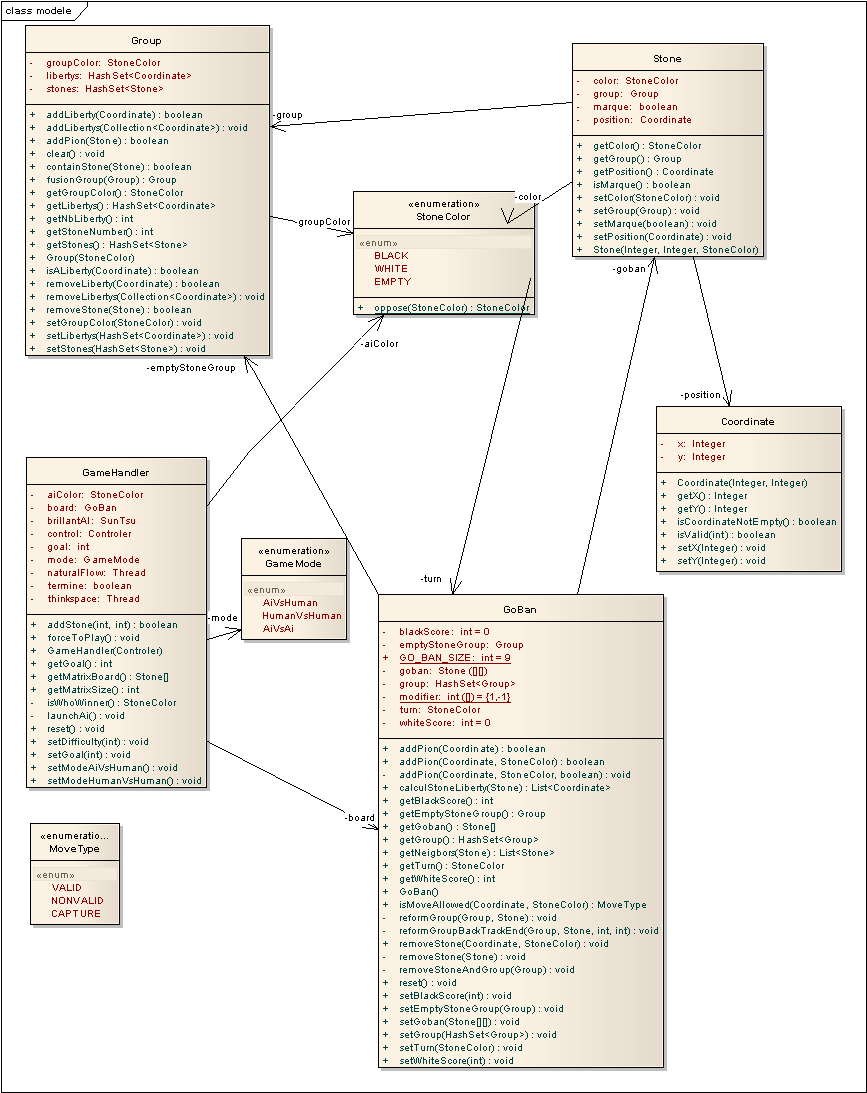 class modele
Group
- groupColor: StoneColor
- libertys: HashSet<Coordinate>
- stones: HashSet<Stone>
+ addLiberty(Coordinate) : boolean
+ addLibertys(Collection<Coordinate>) : void
+ addPion(Stone) : boolean
+ clear() : void
+ containStone(Stone) : boolean
+ fusionGroup(Group) : Group
+ getGroupColor() : StoneColor
+ getLibertys() : HashSet<Coordinate>
+ getNbLiberty() : int
+ getStoneNumber() : int
+ getStones() : HashSet<Stone>
+ Group(StoneColor)
+ isALiberty(Coordinate) : boolean
+ removeLiberty(Coordinate) : boolean
+ removeLibertys(Collection<Coordinate>) : void
+ removeStone(Stone) : boolean
+ setGroupColor(StoneColor) : void
+ setLibertys(HashSet<Coordinate>) : void
+ setStones(HashSet<Stone>) : void
Stone
- color: StoneColor
- group: Group
- marque: boolean
- position: Coordinate
+ getColor() : StoneColor
+ getGroup() : Group
+ getPosition() : Coordinate
+ isMarque() : boolean
+ setColor(StoneColor) : void
+ setGroup(Group) : void
+ setMarque(boolean) : void
+ setPosition(Coordinate) : void
+ Stone(Integer, Integer, StoneColor)
-group
-color
groupColor
«enumeration»
StoneColor
«enum»
BLACK
WHITE
EMPTY
+ oppose(StoneColor) : StoneColor
-goban
-aiColor
-emptyStoneGroup
-position
Coordinate
- x: Integer
- y: Integer
+ Coordinate(Integer, Integer)
+ getX() : Integer
+ getY() : Integer
+ isCoordinateNotEmpty() : boolean
+ isValid(int) : boolean
+ setX(Integer) : void
+ setY(Integer) : void
GameHandler
- aiColor: StoneColor
- board: GoBan
- brillantAI: SunTsu
- control: Controler
- goal: int
- mode: GameMode
- naturalFlow: Thread
- termine: boolean
- thinkspace: Thread
+ addStone(int, int) : boolean
+ forceToPlay() : void
+ GameHandler(Controler)
+ getGoal() : int
+ getMatrixBoard() : Stone[]
+ getMatrixSize() : int
- isWhoWinner() : StoneColor
- launchAi() : void
+ reset() : void
+ setDifficulty(int) : void
+ setGoal(int) : void
+ setModeAiVsHuman() : void
+ setModeHumanVsHuman() : void
-mode
«enumeration»
GameMode
«enum»
AiVsHuman
HumanVsHuman
AiVsAi
-turn
-board
GoBan
- blackScore: int = 0
- emptyStoneGroup: Group
+ GO_BAN_SIZE: int = 9
- goban: Stone ([][])
- group: HashSet<Group>
- modifier: int ([]) = {1,-1}
- turn: StoneColor
- whiteScore: int = 0
+ addPion(Coordinate) : boolean
+ addPion(Coordinate, StoneColor) : boolean
- addPion(Coordinate, StoneColor, boolean) : void
+ calculStoneLiberty(Stone) : List<Coordinate>
+ getBlackScore() : int
+ getEmptyStoneGroup() : Group
+ getGoban() : Stone[]
+ getGroup() : HashSet<Group>
+ getNeigbors(Stone) : List<Stone>
+ getTurn() : StoneColor
+ getWhiteScore() : int
+ GoBan()
+ isMoveAllowed(Coordinate, StoneColor) : MoveType
- reformGroup(Group, Stone) : void
- reformGroupBackTrackEnd(Group, Stone, int, int) : void
+ removeStone(Coordinate, StoneColor) : void
- removeStone(Stone) : void
- removeStoneAndGroup(Group) : void
+ reset() : void
+ setBlackScore(int) : void
+ setEmptyStoneGroup(Group) : void
+ setGoban(Stone[][]) : void
+ setGroup(HashSet<Group>) : void
+ setTurn(StoneColor) : void
+ setWhiteScore(int) : void
«enumeratio...
MoveType
«enum»
VALID
NONVALID
CAPTURE